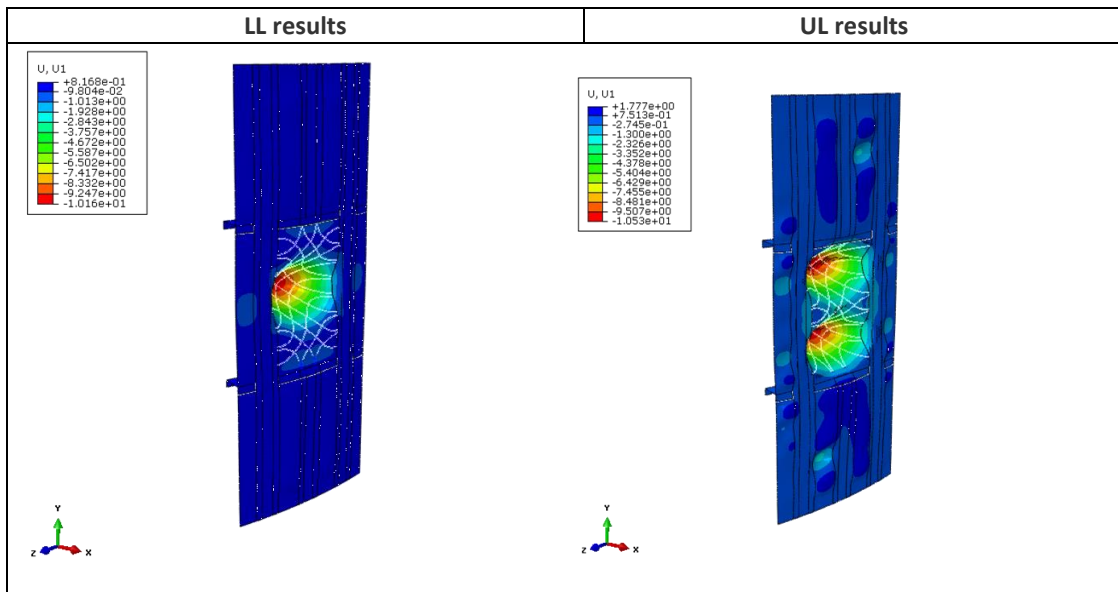 LL results
UL results
U, U1
+8.168e-01
-9.804e-02
-1.013e+00
-1.928e+00
-2.843e+00
-3.757e+00
-4.672e+00
-5.587e+00
-6.502e+00
-7.417e+00
-8.332e+00
-9.247e+00
-1.016e+01
Y
Z
X
U, U1
+1.777e+00
+7.513e-01
-2.745e-01
-1.300e+00
-2.326e+00
-3.352e+00
-4.378e+00
-5.404e+00
-6.429e+00
-7.455e+00
-8.481e+00
-9.507e+00
-1.053e+01
Y
Z
X